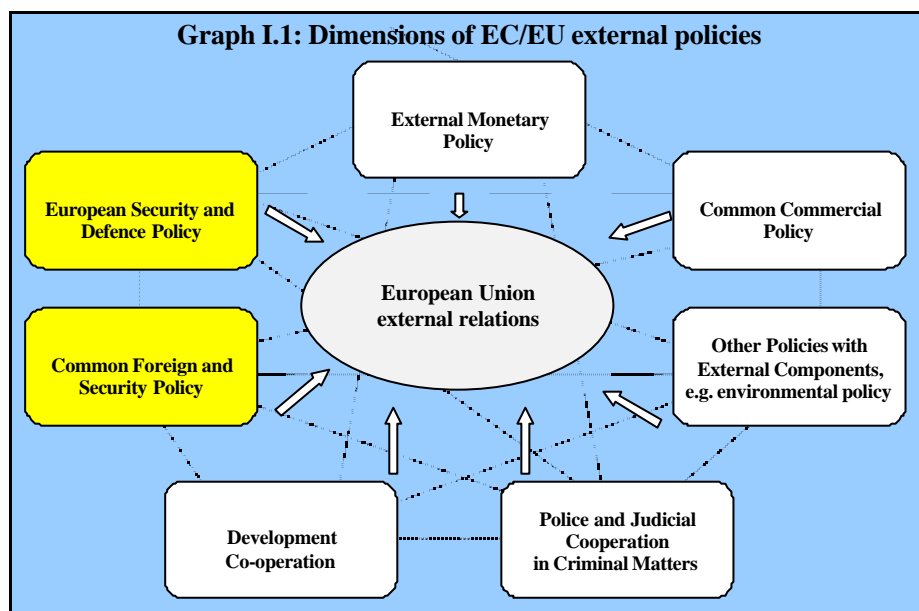 Graph I.1: Dimensions of EC/EU external policies
External Monetary
Policy
European Security and
Defence Policy
Common Commercial
Policy
European Union
external relations
Common Foreign and
Security Policy
Other Policies with
External Components,
e.g. environmental policy
Development
Co-operation
Police and Judicial
Cooperation
in Criminal Matters